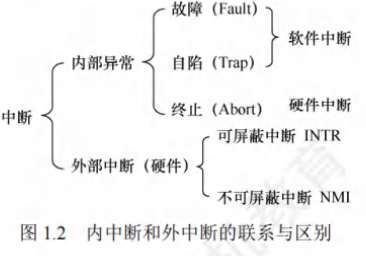 故障（Fault）
软件中断
内部异常
自陷（Trap）
中断
终止（Abort）
硬件中断
可屏蔽中断 INTR
外部中断（硬件）
不可屏蔽中断 NMI
图 1.2 内中断和外中断的联系与区别